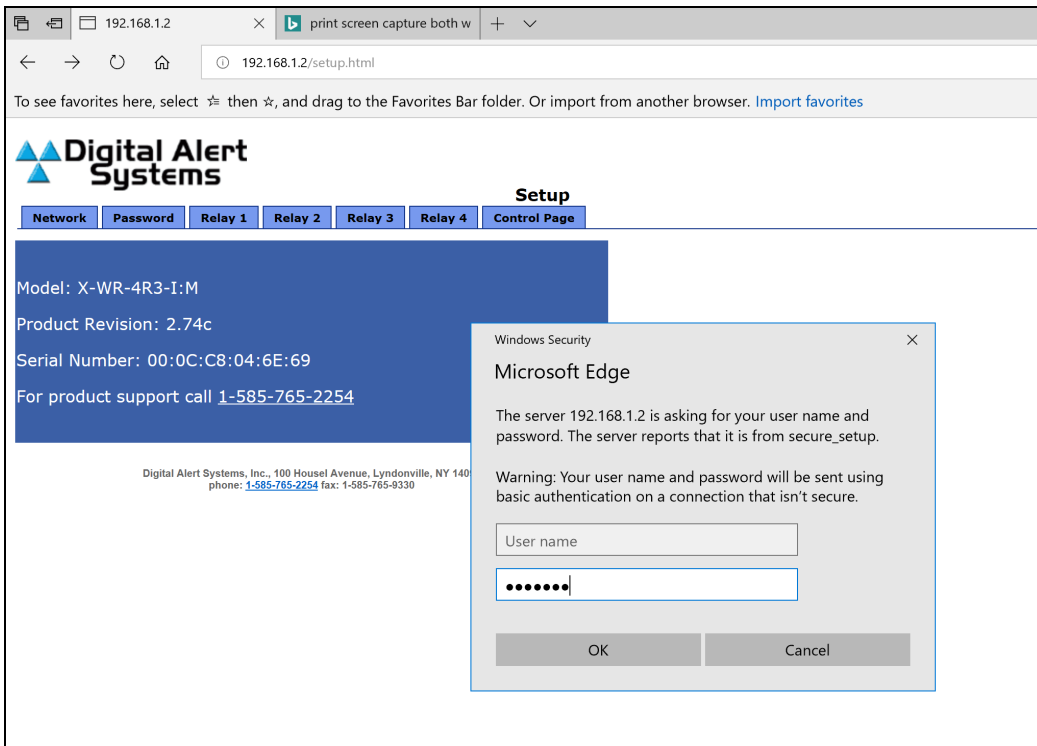 192.168.1.2
print screen capture both w
192.168.1.2/setup.html
To see favorites here, select then , and drag to the Favorites Bar folder. Or import from another browser. Import favorites
Digital Alert
Systems
Setup
Network Password Relay 1 Relay 2 Relay 3 Relay 4 Control Page
Model: X-WR-4R3-I:M
Product Revision: 2.74c
Serial Number: 00:0C:C8:04:6E:69
For product support call 1-585-765-2254
Digital Alert Systems, Inc., 100 Housel Avenue, Lyndonville, NY
phone: 1-585-765-2254 fax: 1-585-765-9330
Windows Security
Microsoft Edge
The server 192.168.1.2 is asking for your user name and
password. The server reports that it is from secure_setup.
Warning: Your user name and password will be sent using
basic authentication on a connection that isn't secure.
User name
OK Cancel